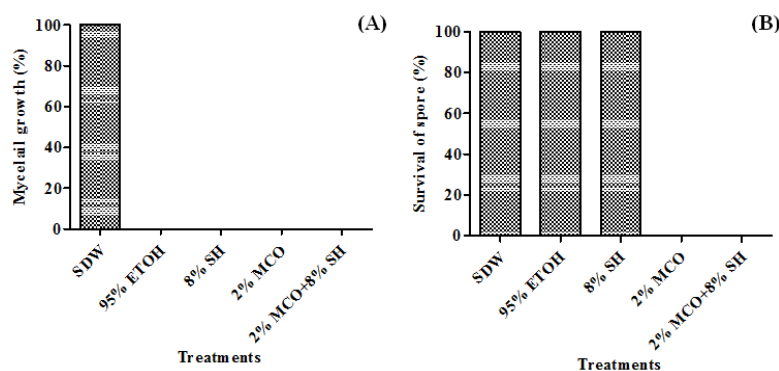 (A)
Mycelail growth (%)
100
80
60
40
20
0
SDW
95% ETOH
8% SH
2% MCO
2% MCO+8% SH
Treatments
(B)
Survival of spore (%)
100
80
60
40
20
0
SDW
95% ETOH
8% SH
2% MCO
2% MCO+8% SH
Treatments